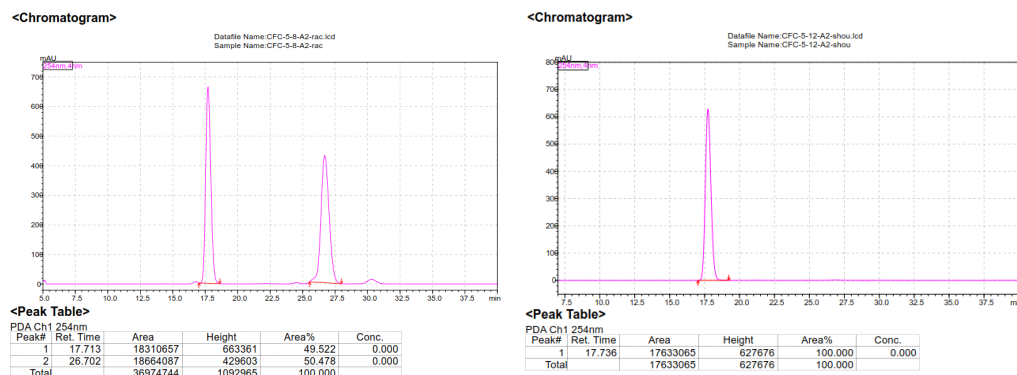 <Chromatogram>
Datafile Name:CFC-5-8-A2-rac.lcd
Sample Name:CFC-5-8-A2-rac
mAU
254nm,4nm
700
600
500
400
300
200
100
0
5.0 7.5 10.0 12.5 15.0 17.5 20.0 22.5 25.0 27.5 30.0 32.5 35.0 37.5 min
<Peak Table>
PDA Ch1 254nm
Peak# Ret. Time Area Height Area% Conc.
1 17.713 18310657 663361 49.522 0.000
2 26.702 18664087 429603 50.478 0.000
Total 36974744 1092965 100.000
<Chromatogram>
Datafile Name:CFC-5-12-A2-shou.lcd
Sample Name:CFC-5-12-A2-shou
mAU
254nm,4nm
800
700
600
500
400
300
200
100
0
7.5 10.0 12.5 15.0 17.5 20.0 22.5 25.0 27.5 30.0 32.5 35.0 37.5 min
<Peak Table>
PDA Ch1 254nm
Peak# Ret. Time Area Height Area% Conc.
1 17.736 17633065 627676 100.000 0.000
Total 17633065 627676 100.000